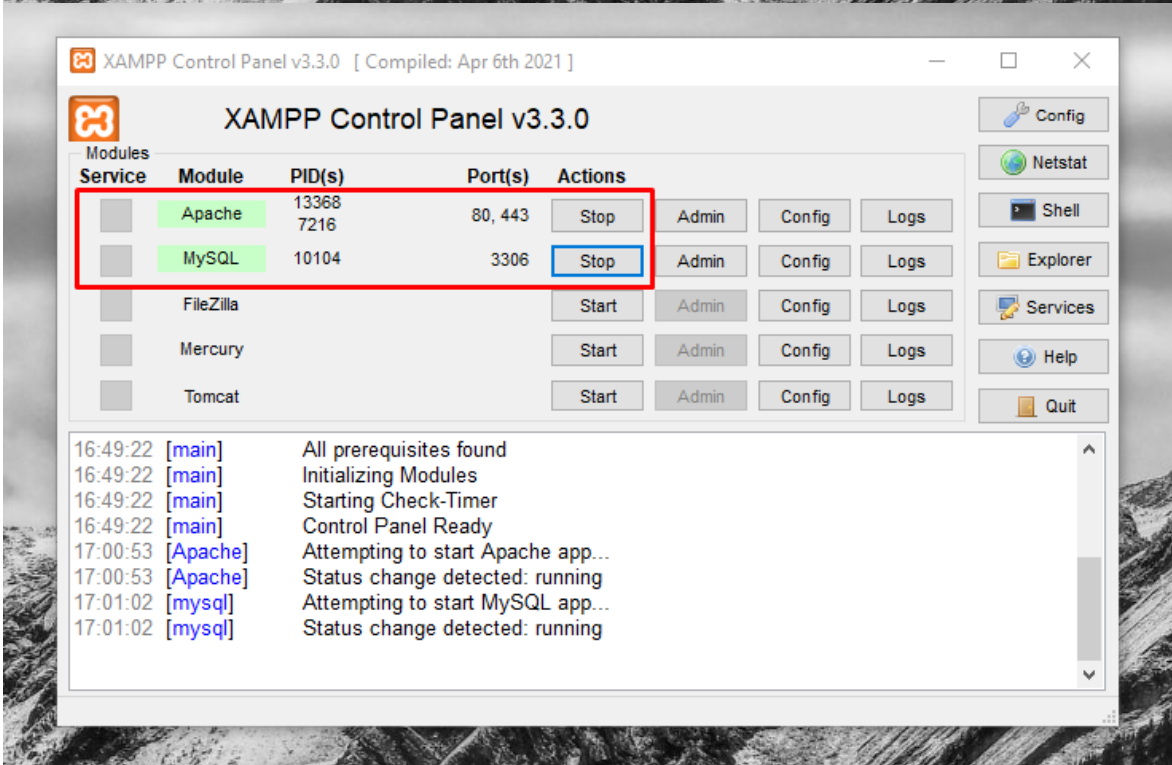 XAMPP Control Panel v3.3.0 [ Compiled: Apr 6th 2021 ]
XAMPP Control Panel v3.3.0
Config
Modules
Netstat
Service Module PID(s) Port(s) Actions
Apache 13368 7216 80, 443 Stop Admin Config Logs
Shell
MySQL 10104 3306 Stop Admin Config Logs
Explorer
FileZilla Start Admin Config Logs
Services
Mercury Start Admin Config Logs
Help
Tomcat Start Admin Config Logs
Quit
16:49:22 [main] All prerequisites found
16:49:22 [main] Initializing Modules
16:49:22 [main] Starting Check-Timer
16:49:22 [main] Control Panel Ready
17:00:53 [Apache] Attempting to start Apache app...
17:00:53 [Apache] Status change detected: running
17:01:02 [mysql] Attempting to start MySQL app...
17:01:02 [mysql] Status change detected: running